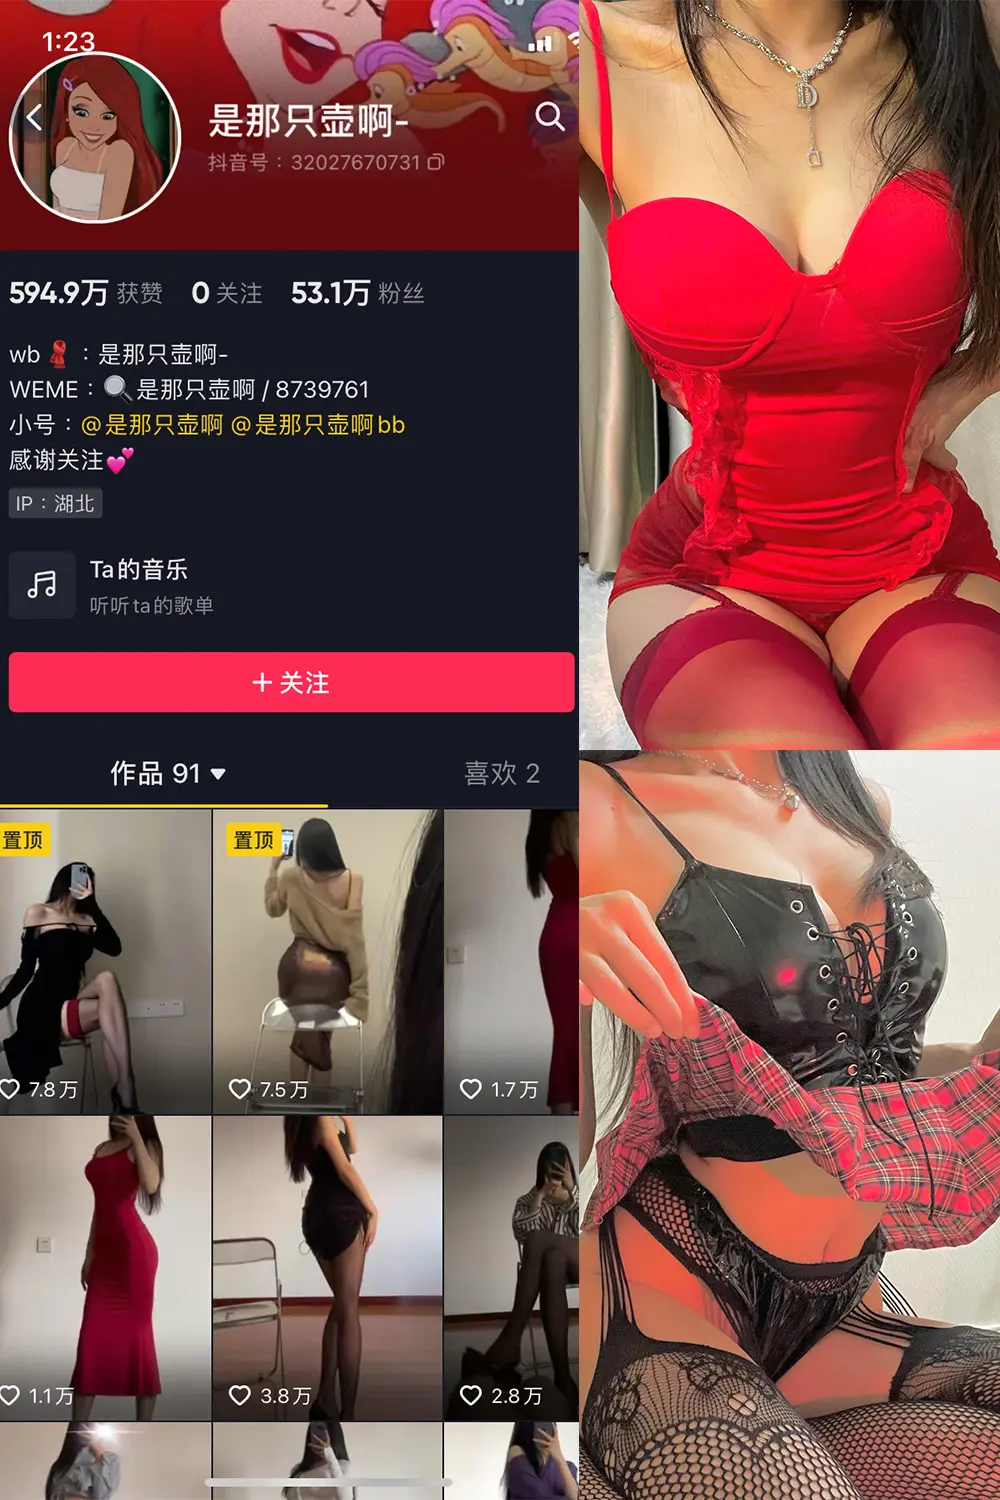 1:23
是那只壶啊-
抖音号：32027670731
594.9万 获赞 0 关注 53.1万 粉丝
wb ：是那只壶啊-
WEME：是那只壶啊 / 8739761
小号：@是那只壶啊 @是那只壶啊bb
感谢关注
IP：湖北
Ta的音乐
听听ta的歌单
+ 关注
作品 91 喜欢 2
置顶 置顶
7.8万 7.5万 1.7万
1.1万 3.8万 2.8万
D